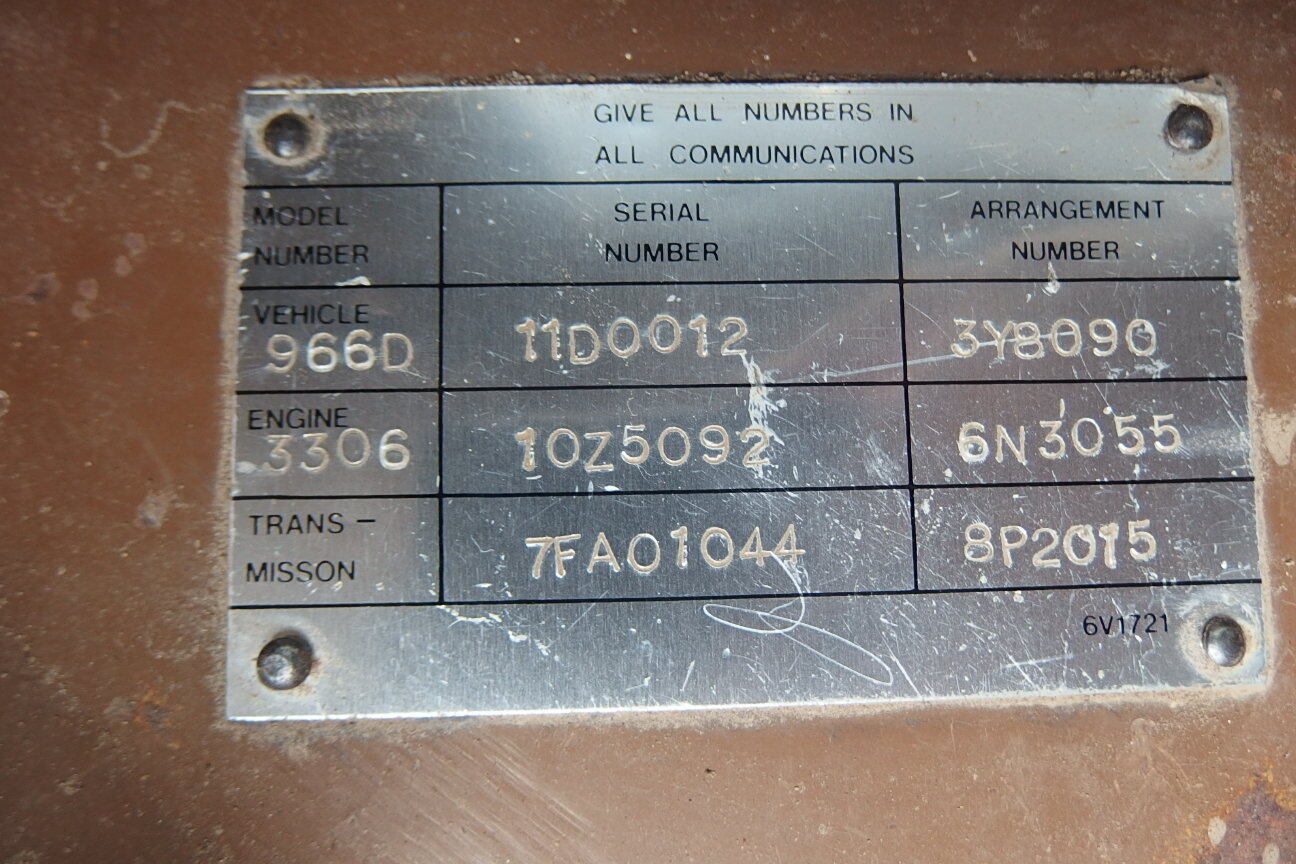 GIVE ALL NUMBERS IN
ALL COMMUNICATIONS
MODEL NUMBER
SERIAL NUMBER
ARRANGEMENT NUMBER
VEHICLE
966D 11D0012 3Y8090
ENGINE
3306 10Z5092 6N3055
TRANS –
MISSON
7FA01044 8P2015
6V1721